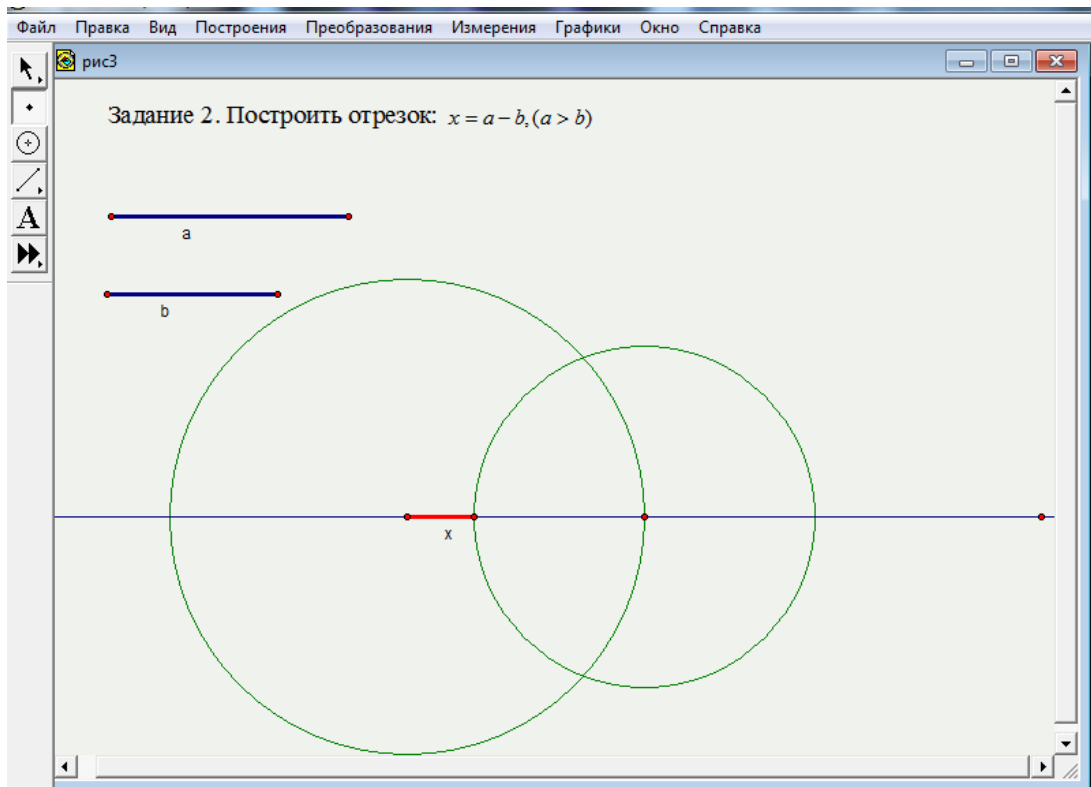 Файл Правка Вид Построения Преобразования Измерения Графики Окно Справка
рис3
Задание 2. Построить отрезок: x = a − b, (a > b)
a
b
x
A